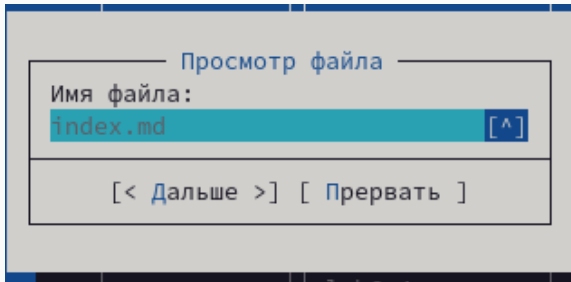 Просмотр файла
Имя файла:
index.md [^]
[< Дальше >] [ Прервать ]